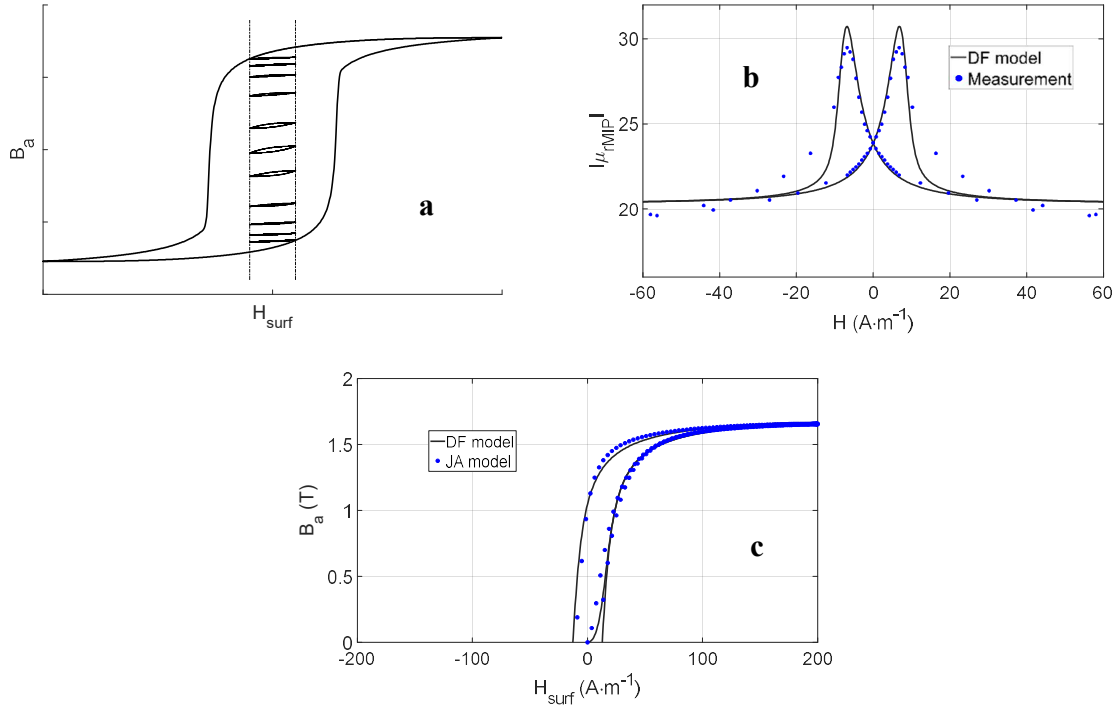 B_a
a
H_surf
30
25
20
|μ_rMIP|
b
DF model
Measurement
-60
-40
-20
0
20
40
60
H (A·m⁻¹)
2
1.5
1
0.5
0
B_a (T)
DF model
JA model
c
-200
-100
0
100
200
H_surf (A·m⁻¹)